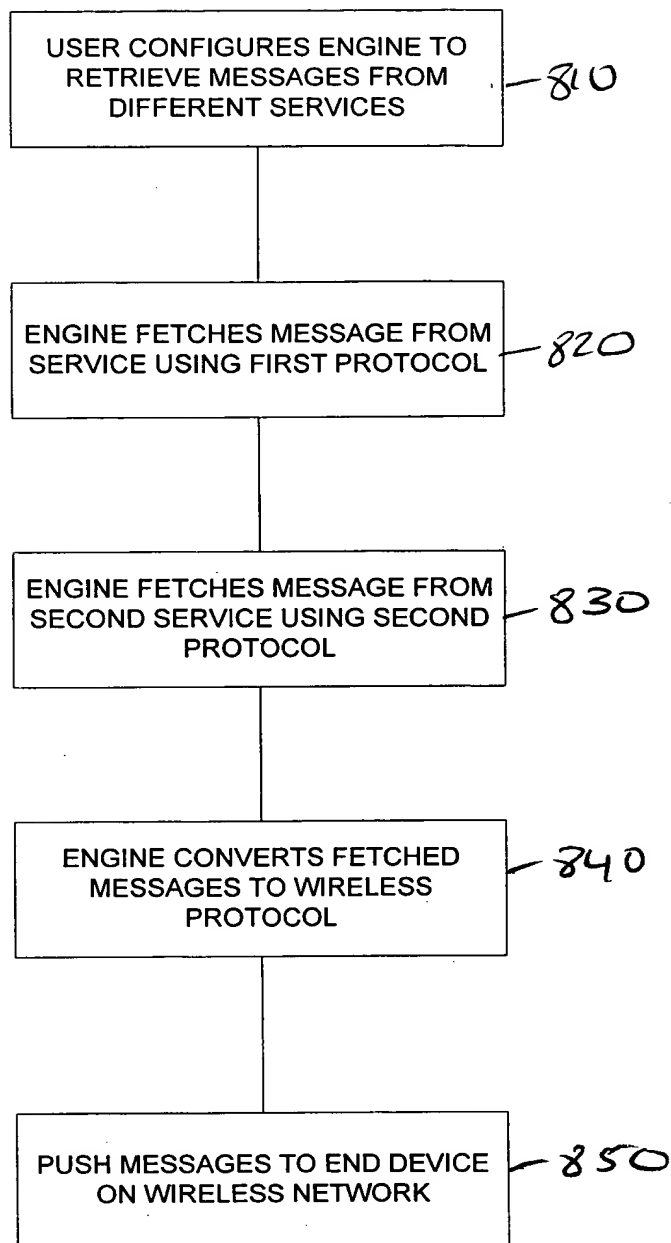 USER CONFIGURES ENGINE TO
RETRIEVE MESSAGES FROM
DIFFERENT SERVICES
810
ENGINE FETCHES MESSAGE FROM
SERVICE USING FIRST PROTOCOL
820
ENGINE FETCHES MESSAGE FROM
SECOND SERVICE USING SECOND
PROTOCOL
830
ENGINE CONVERTS FETCHED
MESSAGES TO WIRELESS
PROTOCOL
840
PUSH MESSAGES TO END DEVICE
ON WIRELESS NETWORK
850